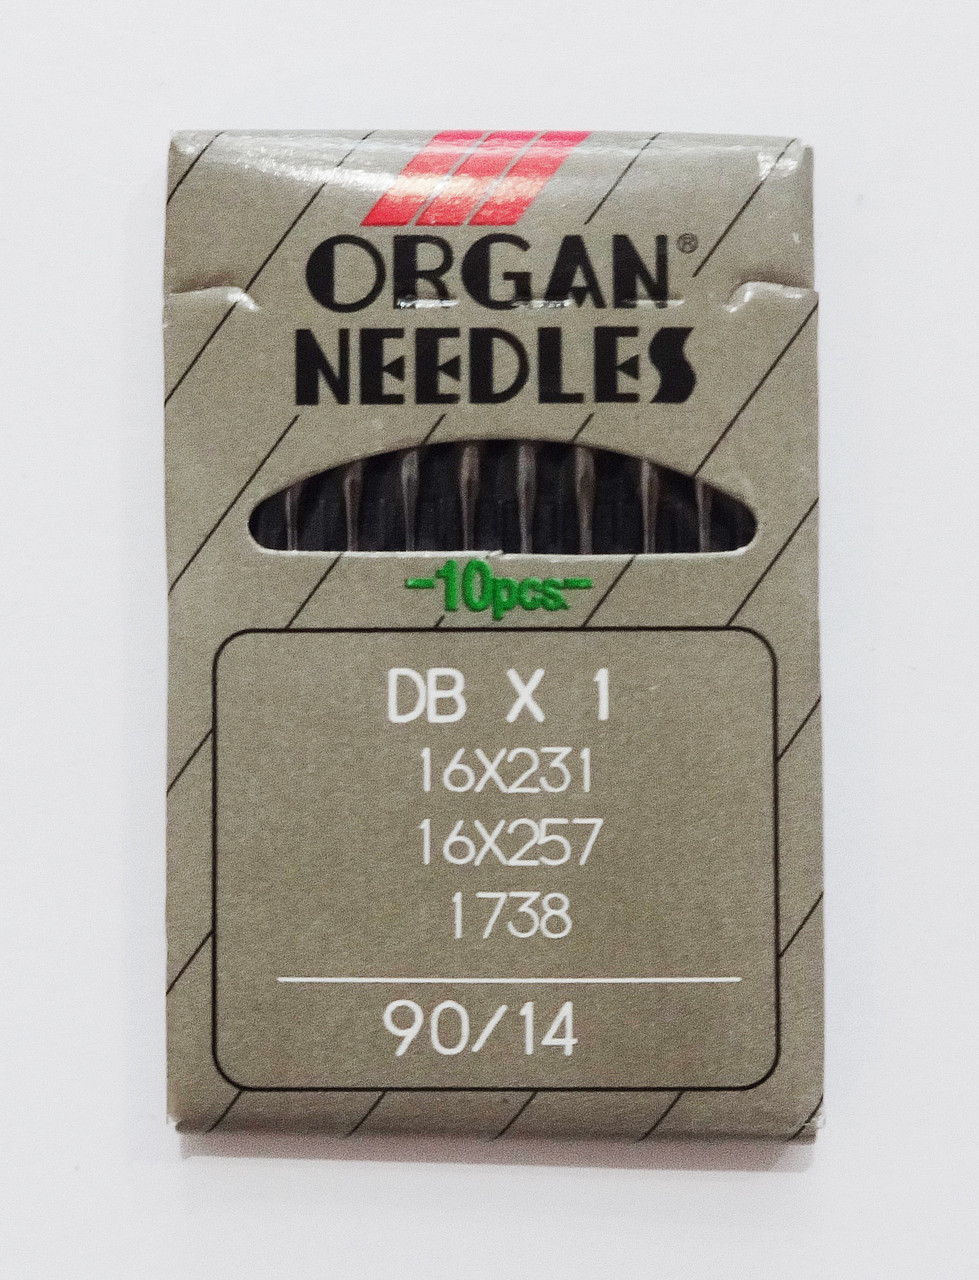 ORGAN®
NEEDLES
-10pcs.-
DB X 1
16X231
16X257
1738
90/14